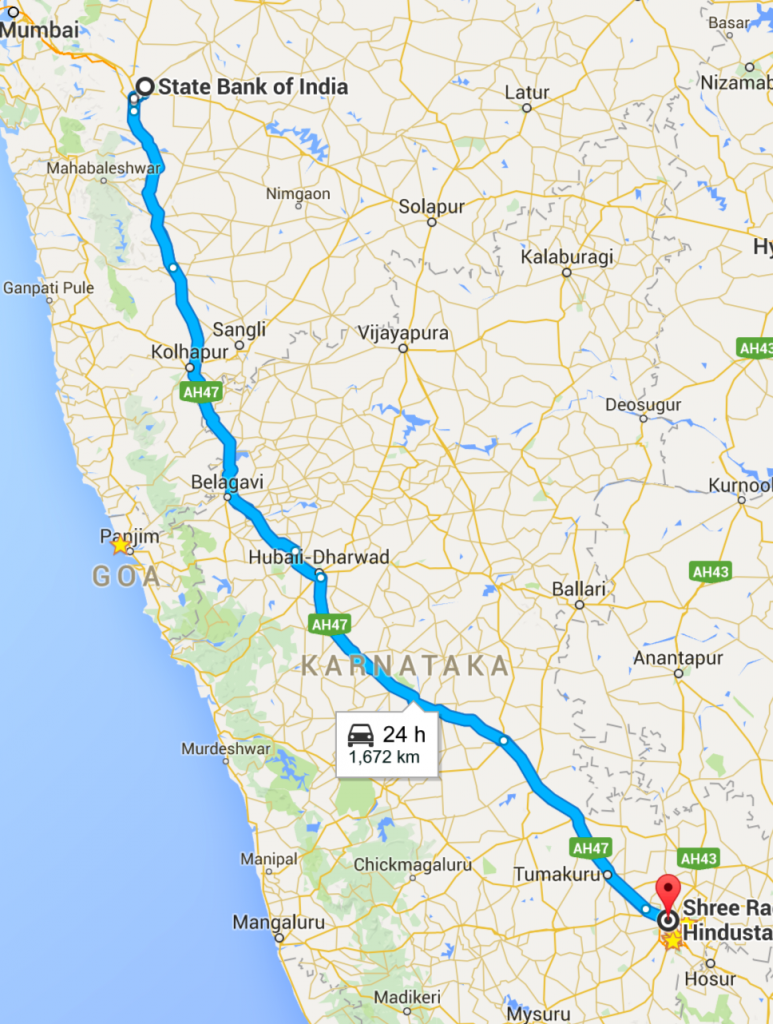 Mumbai
Basar
State Bank of India
Latur
Nizamab
Mahabaleshwar
Nimgaon
Solapur
Hy
Kalaburagi
Ganpati Pule
Sangli
Vijayapura
AH43
Kolhapur
AH47
Deosugur
Belagavi
Kurnool
Panjim
Hubali-Dharwad
GOA
AH43
Ballari
AH47
KARNATAKA
Anantapur
24 h
1,672 km
Murdeshwar
AH47
AH43
Manipal
Chickmagaluru
Tumakuru
Shree Ra
Hindusta
Mangaluru
Hosur
Madikeri
Mysuru